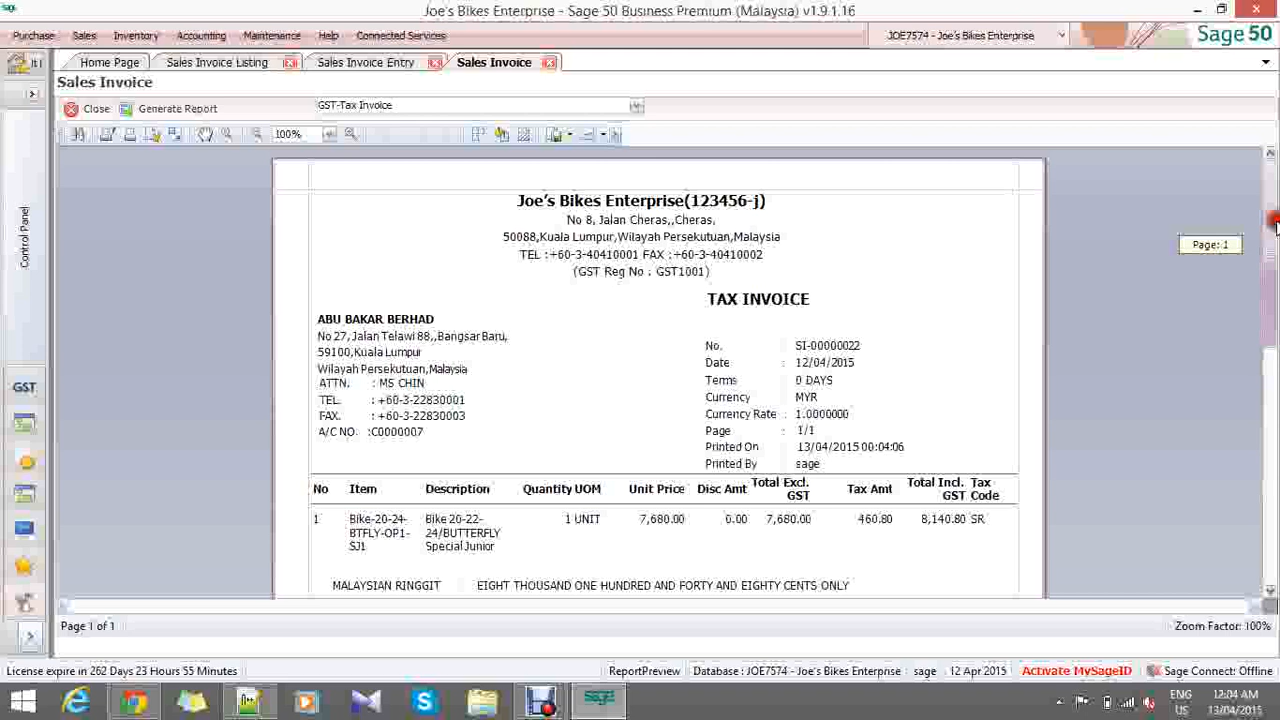 Joe's Bikes Enterprise - Sage 50 Business Premium (Malaysia) v1.9.1.16
Purchase Sales Inventory Accounting Maintenance Help Connected Services JOE7574 - Joe's Bikes Enterprise Sage 50
Home Page Sales Invoice Listing Sales Invoice Entry Sales Invoice
Sales Invoice
Close Generate Report GST-Tax Invoice
100%
Control Panel
GST
Page: 1
Joe's Bikes Enterprise(123456-j)
No 8, Jalan Cheras,,Cheras,
50088,Kuala Lumpur,Wilayah Persekutuan,Malaysia
TEL :+60-3-40410001 FAX :+60-3-40410002
(GST Reg No : GST1001)
TAX INVOICE
ABU BAKAR BERHAD
No 27,Jalan Telawi 88,,Bangsar Baru,
59100,Kuala Lumpur
Wilayah Persekutuan,Malaysia
ATTN. : MS CHIN
TEL. : +60-3-22830001
FAX. : +60-3-22830003
A/C NO. :C0000007
No. SI-00000022
Date : 12/04/2015
Terms : 0 DAYS
Currency : MYR
Currency Rate : 1.0000000
Page : 1/1
Printed On : 13/04/2015 00:04:06
Printed By : sage
No Item Description Quantity UOM Unit Price Disc Amt Total Excl. GST Tax Amt Total Incl. GST Tax Code
1 Bike-20-24- Bike 20-22- 1 UNIT 7,680.00 0.00 7,680.00 460.80 8,140.80 SR
BTFLY-OP1- 24/BUTTERFLY
SJ1 Special Junior
MALAYSIAN RINGGIT EIGHT THOUSAND ONE HUNDRED AND FORTY AND EIGHTY CENTS ONLY
Page 1 of 1 Zoom Factor: 100%
License expire in 262 Days 23 Hours 55 Minutes ReportPreview Database : JOE7574 - Joe's Bikes Enterprise sage 12 Apr 2015 Activate MySageID Sage Connect: Offline
ENG 12:04 AM
US 13/04/2015